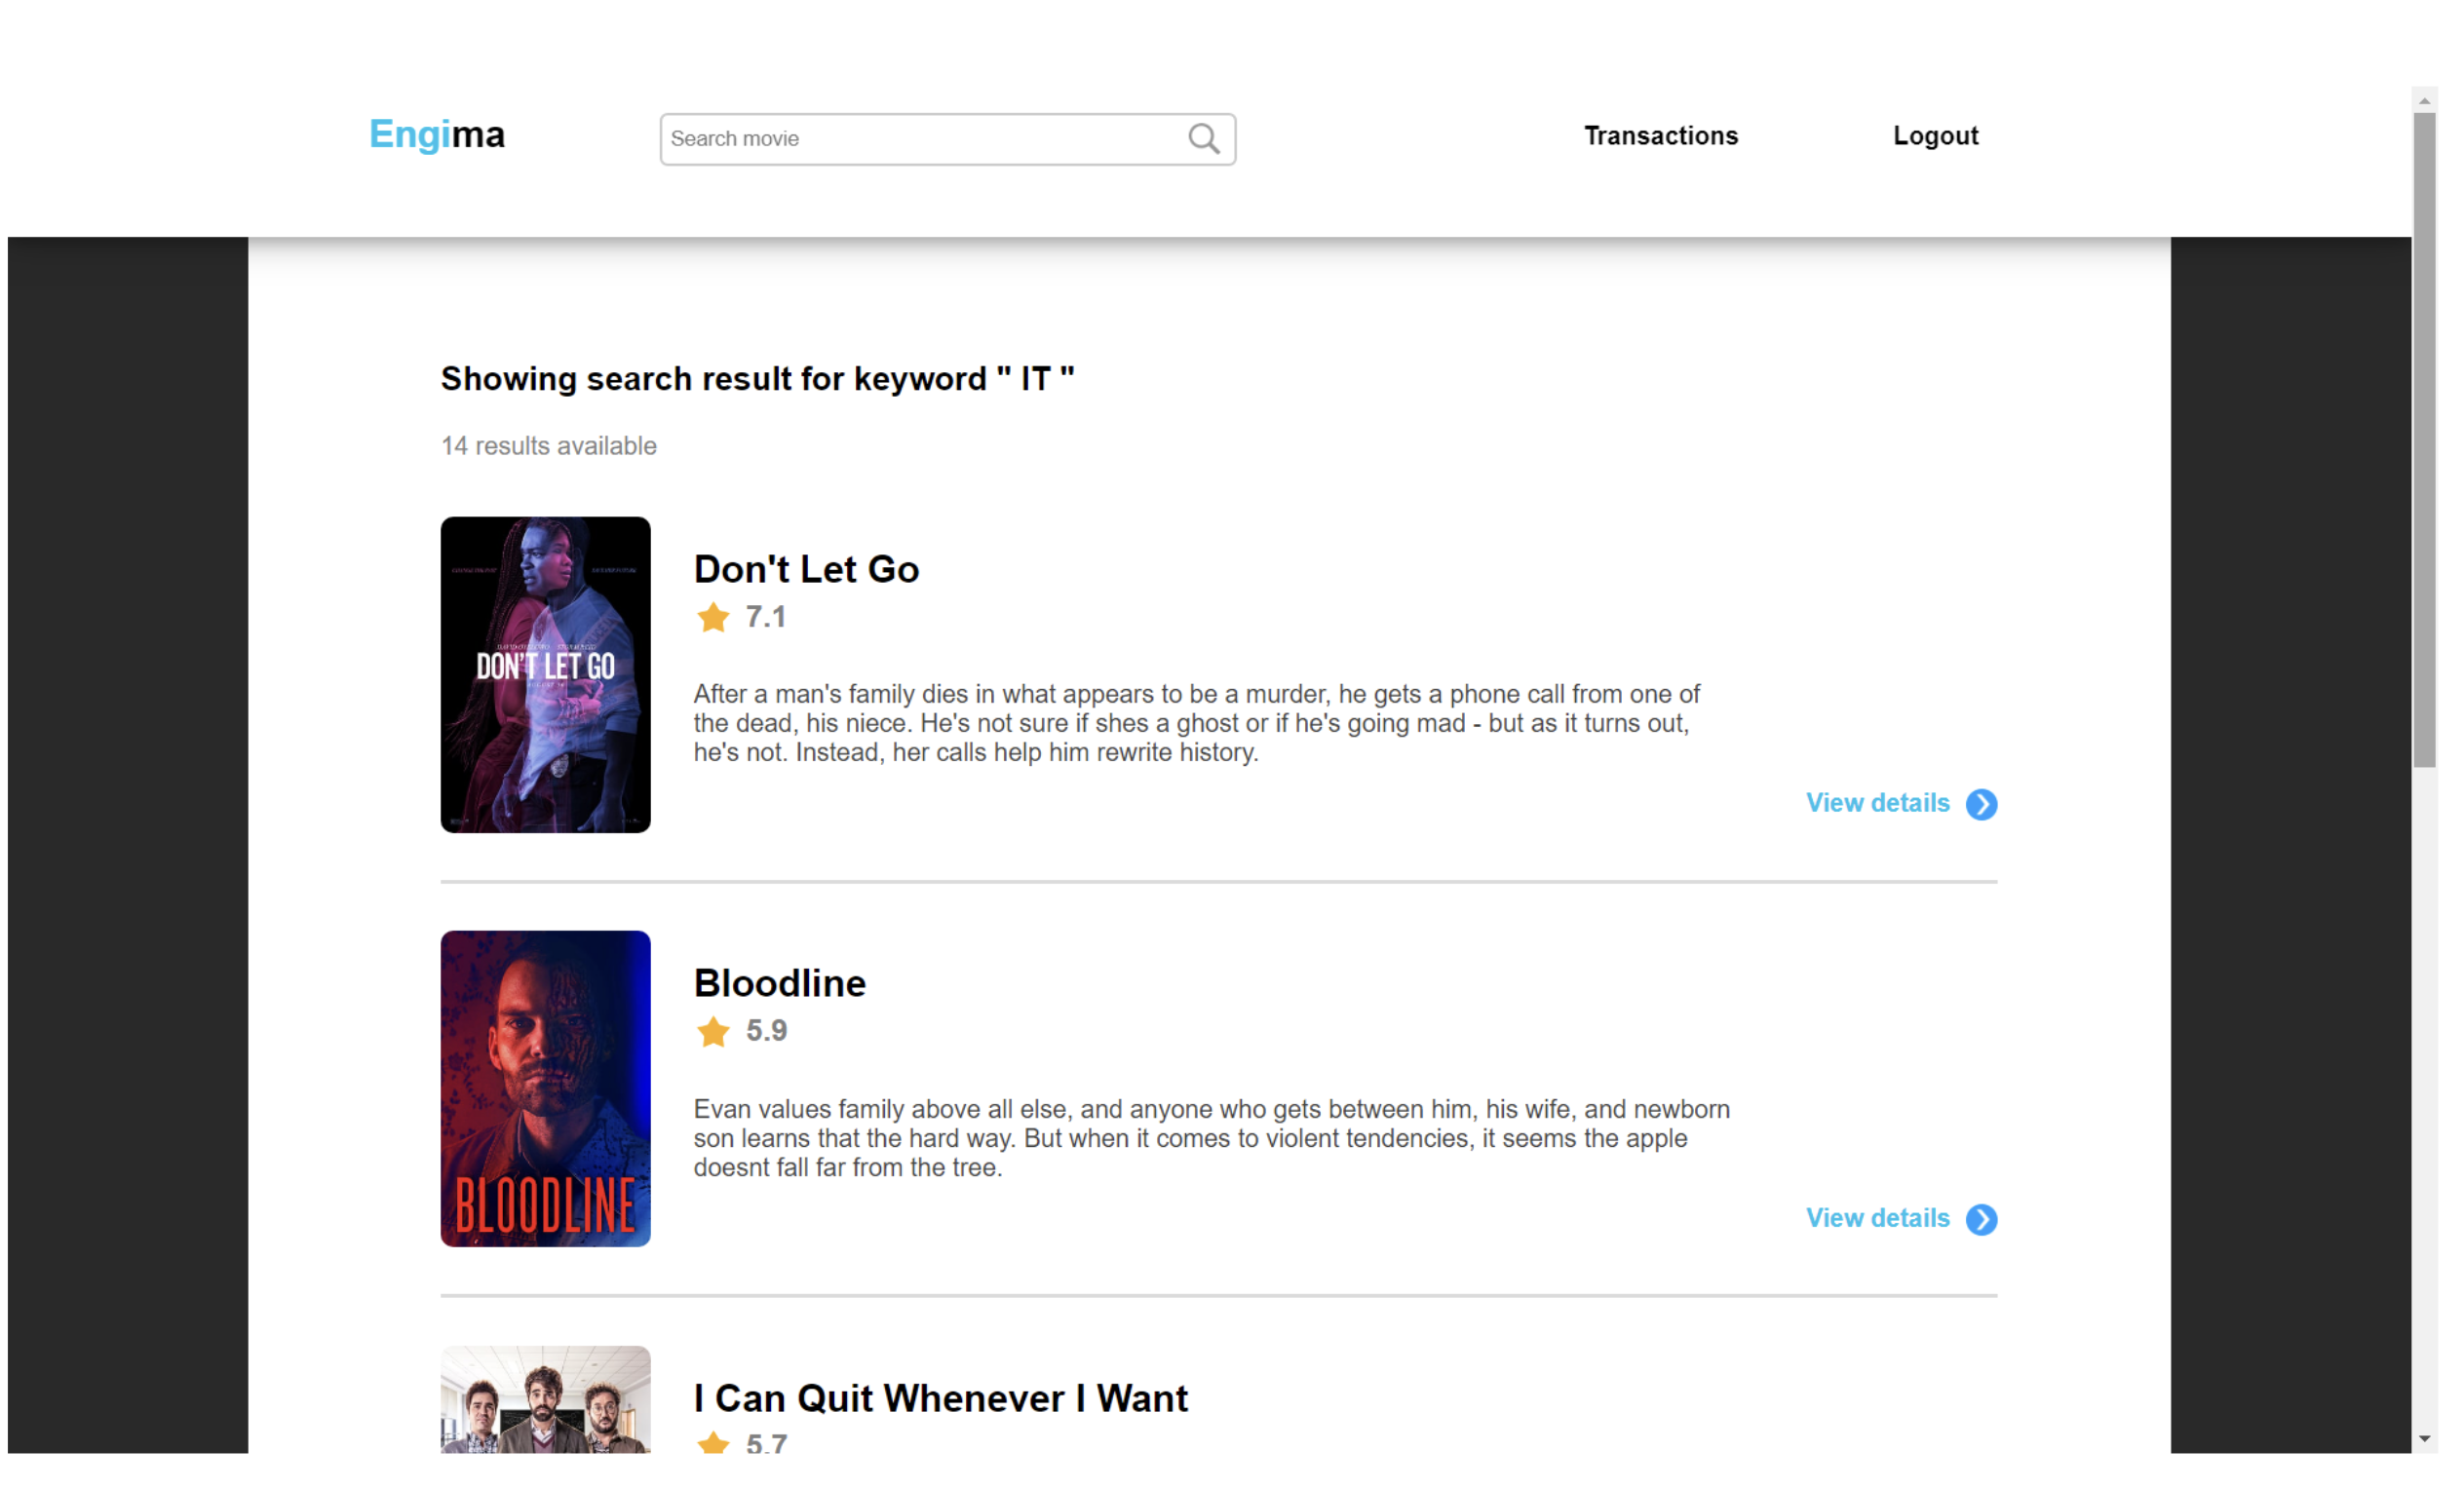 Engima
Search movie
Transactions
Logout
Showing search result for keyword " IT "
14 results available
DON'T LET GO
Don't Let Go
7.1
After a man's family dies in what appears to be a murder, he gets a phone call from one of
the dead, his niece. He's not sure if shes a ghost or if he's going mad - but as it turns out,
he's not. Instead, her calls help him rewrite history.
View details
BLOODLINE
Bloodline
5.9
Evan values family above all else, and anyone who gets between him, his wife, and newborn
son learns that the hard way. But when it comes to violent tendencies, it seems the apple
doesnt fall far from the tree.
View details
I Can Quit Whenever I Want
5.7